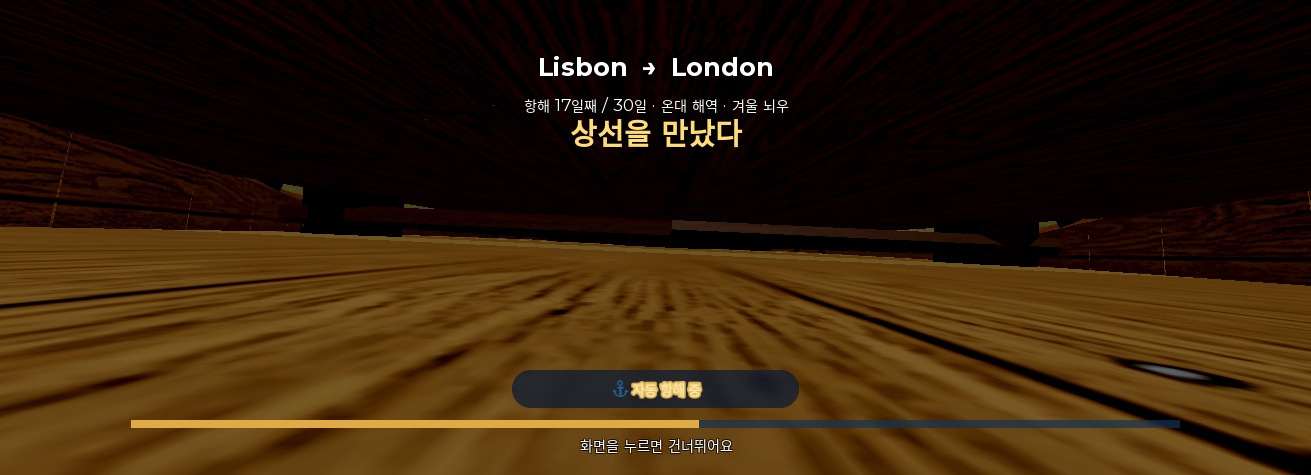 Lisbon → London
항해 17일째 / 30일 · 온대 해역 · 겨울 뇌우
상선을 만났다
⚓ 자동 항해 중
화면을 누르면 건너뛰어요